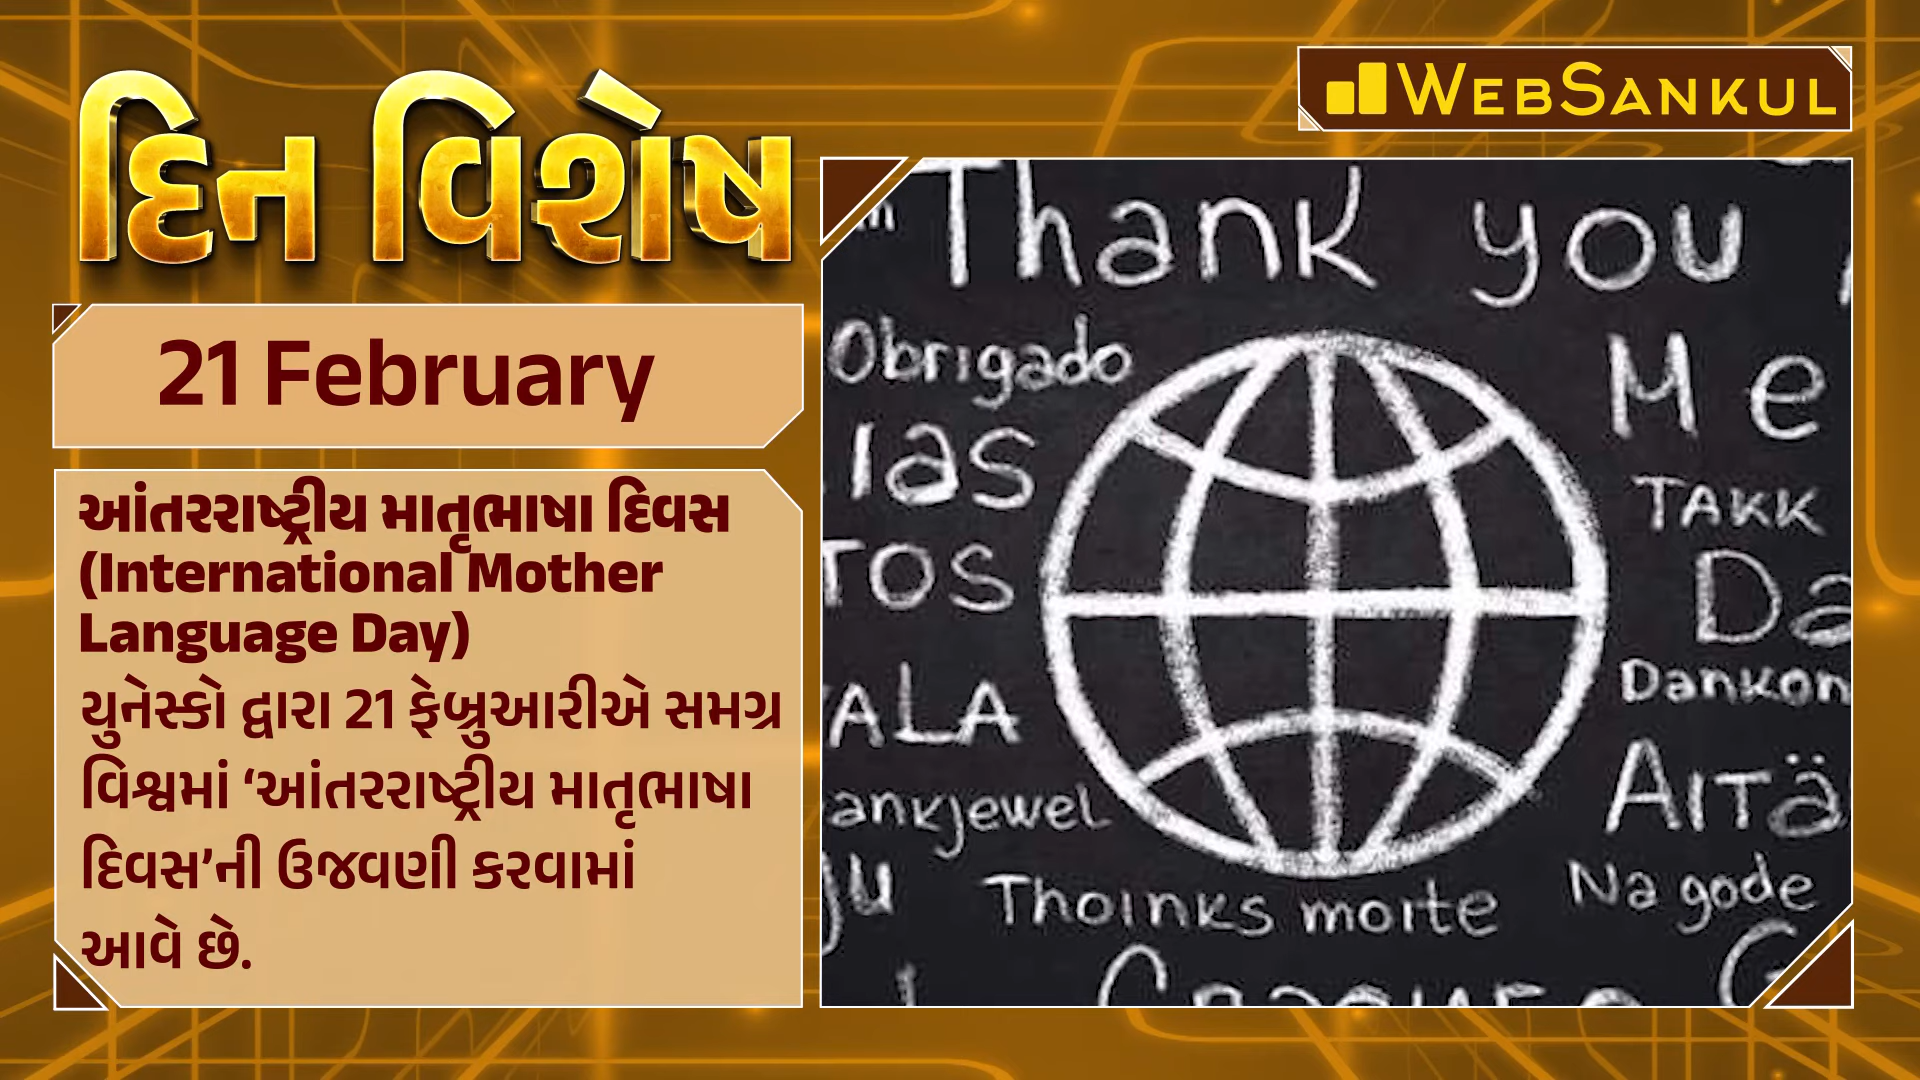 દિન વિશેષ
WEBSANKUL
21 February
આંતરરાષ્ટ્રીય માતૃભાષા દિવસ
(International Mother
Language Day)
યુનેસ્કો દ્વારા 21 ફેબ્રુઆરીએ સમગ્ર
વિશ્વમાં ‘આંતરરાષ્ટ્રીય માતૃભાષા
દિવસ’ની ઉજવણી કરવામાં
આવે છે.
Thank you
Obrigado
Me
ias
TAKK
TOS
Da
Dankon
ALA
AITä
ankjewel
Thoinks moite
Na gode